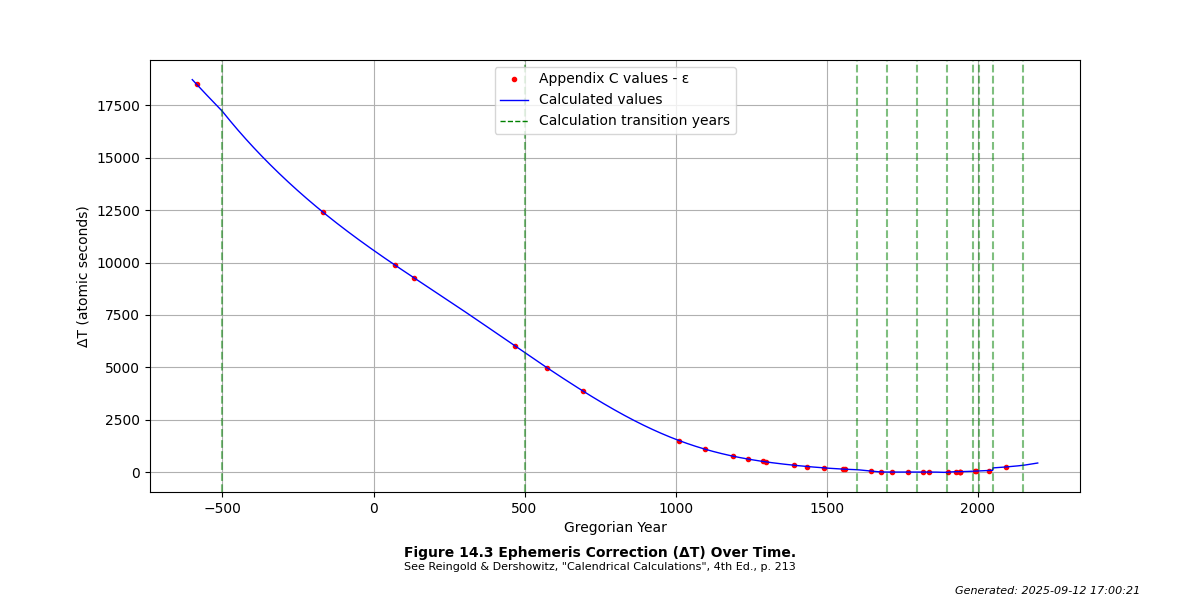 Appendix C values - ε
Calculated values
Calculation transition years
17500
15000
12500
10000
7500
5000
2500
0
ΔT (atomic seconds)
−500 0 500 1000 1500 2000
Gregorian Year
Figure 14.3 Ephemeris Correction (ΔT) Over Time.
See Reingold & Dershowitz, "Calendrical Calculations", 4th Ed., p. 213
Generated: 2025-09-12 17:00:21